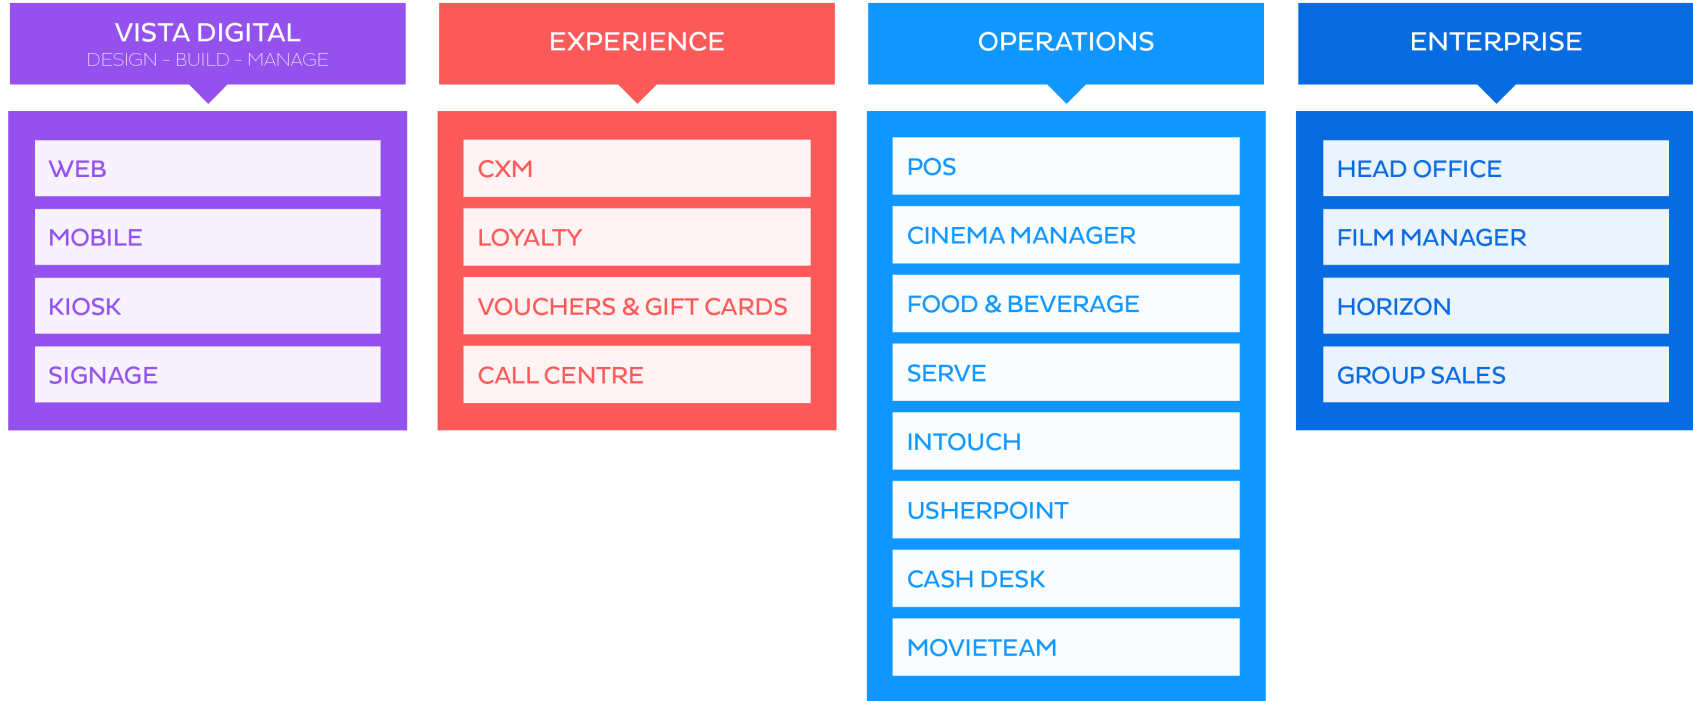 VISTA DIGITAL
DESIGN - BUILD - MANAGE
WEB
MOBILE
KIOSK
SIGNAGE
EXPERIENCE
CXM
LOYALTY
VOUCHERS & GIFT CARDS
CALL CENTRE
OPERATIONS
POS
CINEMA MANAGER
FOOD & BEVERAGE
SERVE
INTOUCH
USHERPOINT
CASH DESK
MOVIETEAM
ENTERPRISE
HEAD OFFICE
FILM MANAGER
HORIZON
GROUP SALES